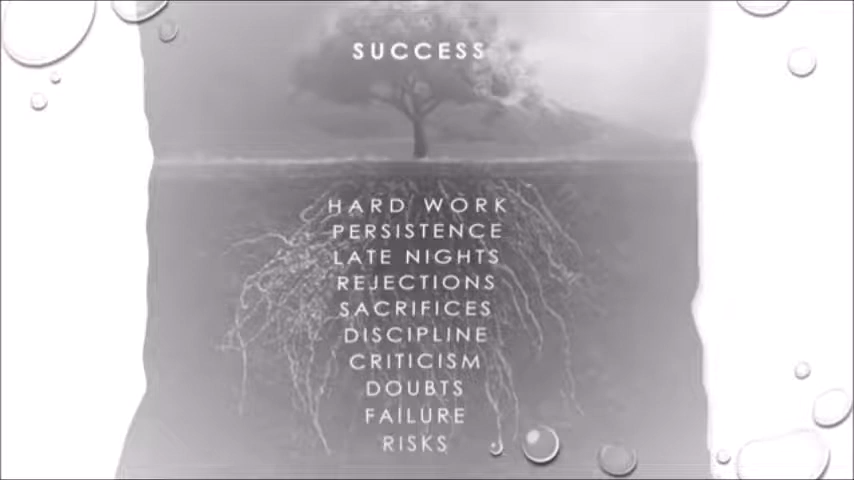 SUCCESS
HARD WORK
PERSISTENCE
LATE NIGHTS
REJECTIONS
SACRIFICES
DISCIPLINE
CRITICISM
DOUBTS
FAILURE
RISKS